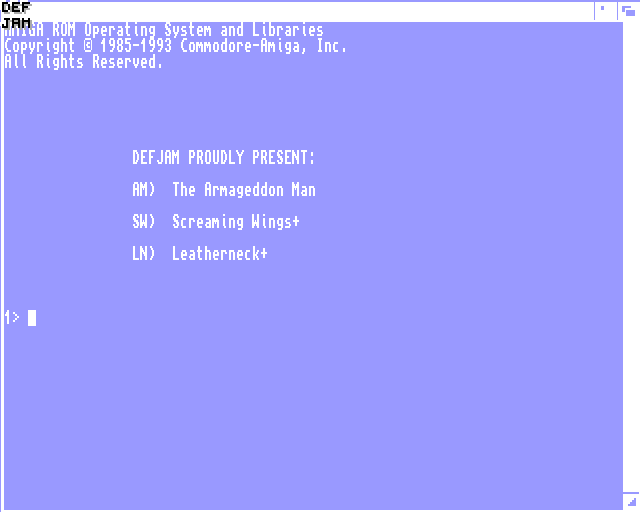 DEF
JAM
AMIGA ROM Operating System and Libraries
Copyright © 1985-1993 Commodore-Amiga, Inc.
All Rights Reserved.
DEFJAM PROUDLY PRESENT:
AM) The Armageddon Man
SW) Screaming Wings+
LN) Leatherneck+
1>